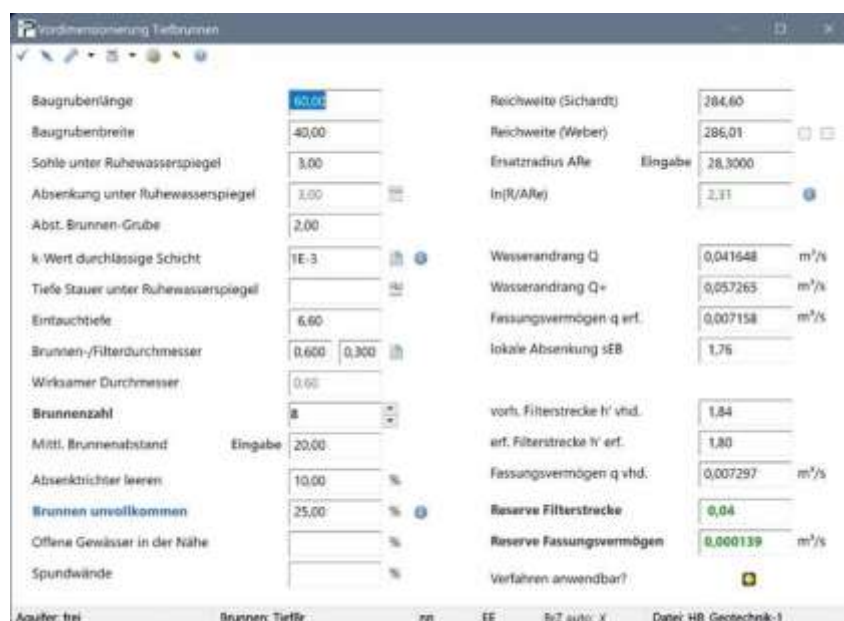 Vordimensionierung Tiefbrunnen
Baugrubenlänge 60,00
Baugrubenbreite 40,00
Sohle unter Ruhewasserspiegel 3,00
Absenkung unter Ruhewasserspiegel 3,00
Abst. Brunnen-Grube 2,00
k-Wert durchlässige Schicht 1E-3
Tiefe Stauer unter Ruhewasserspiegel
Eintauchtiefe 6,60
Brunnen-/Filterdurchmesser 0,600 0,300
Wirksamer Durchmesser 0,60
Brunnenzahl 8
Mittl. Brunnenabstand Eingabe 20,00
Absenktrichter leeren 10,00 %
Brunnen unvollkommen 25,00 %
Offene Gewässer in der Nähe %
Spundwände %
Reichweite (Sichardt) 284,60
Reichweite (Weber) 286,01
Ersatzradius ARe Eingabe 28,3000
ln(R/ARe) 2,31
Wasserandrang Q 0,041648 m³/s
Wasserandrang Q+ 0,057265 m³/s
Fassungsvermögen q erf. 0,007158 m³/s
lokale Absenkung sEB 1,76
vorh. Filterstrecke h' vhd. 1,84
erf. Filterstrecke h' erf. 1,80
Fassungsvermögen q vhd. 0,007297 m³/s
Reserve Filterstrecke 0,04
Reserve Fassungsvermögen 0,000139 m³/s
Verfahren anwendbar?
Aquifer: frei Brunnen: TiefBr EE BrZ auto: X Datei: HB_Geotechnik-1